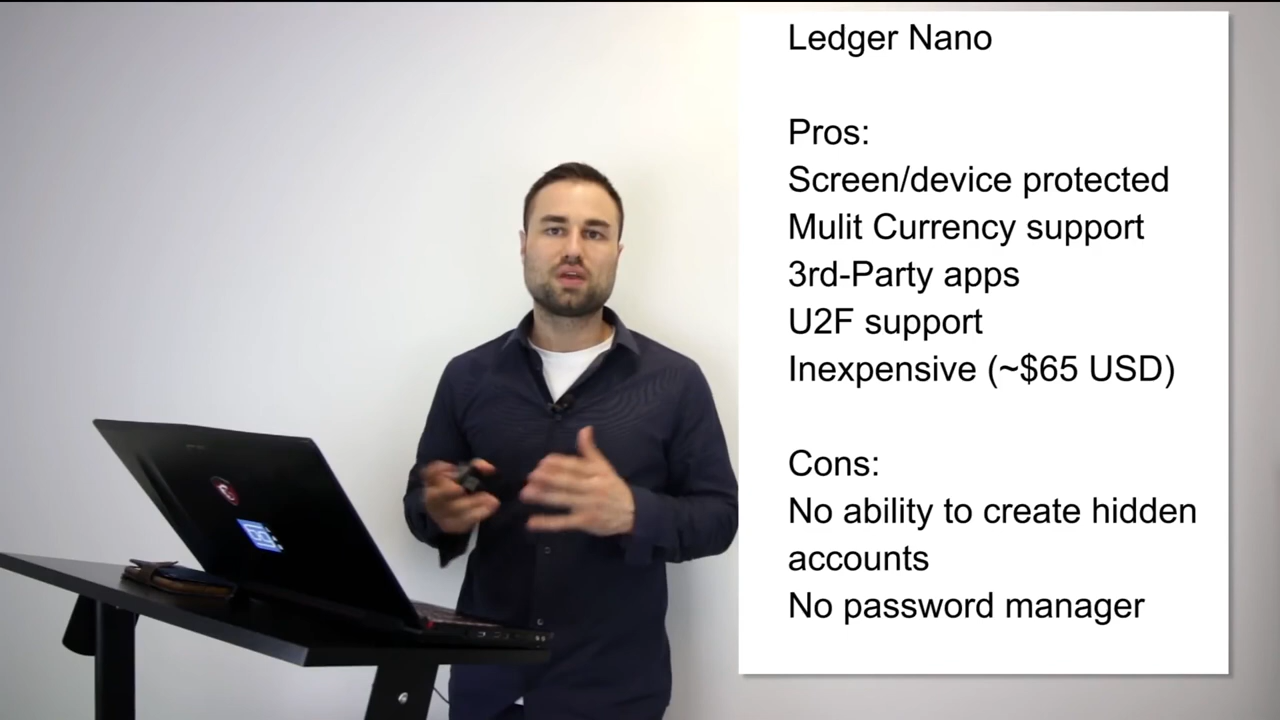 Ledger Nano
Pros:
Screen/device protected
Mulit Currency support
3rd-Party apps
U2F support
Inexpensive (~$65 USD)
Cons:
No ability to create hidden
accounts
No password manager